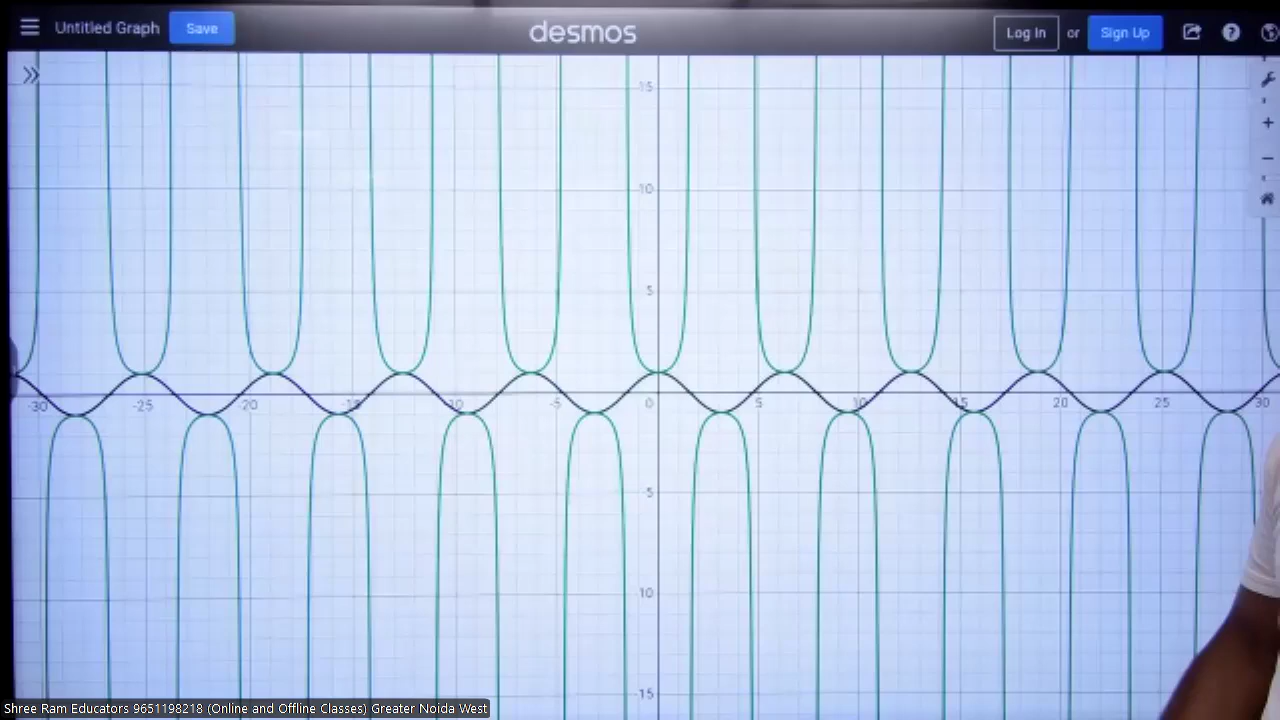 Untitled Graph Save desmos Log In or Sign Up
15
10
5
-30 -25 -20 -15 -10 -5 0 5 10 15 20 25 30
5
10
-15
Shree Ram Educators 9651198218 (Online and Offline Classes) Greater Noida West